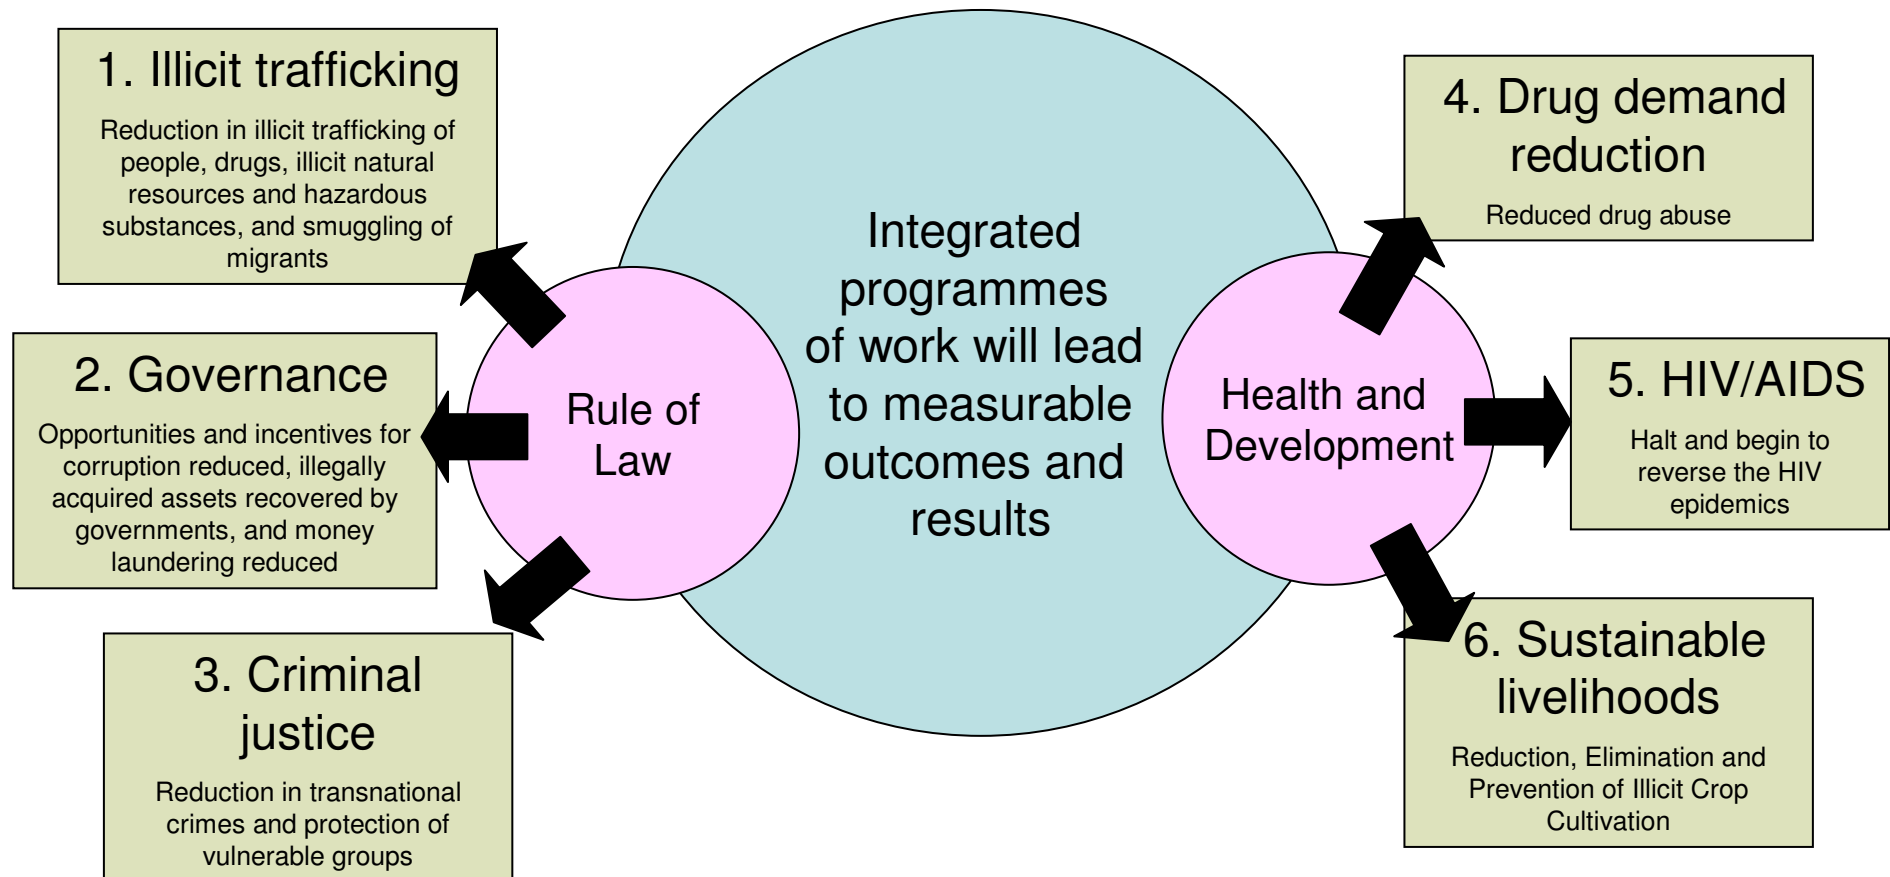 1. Illicit trafficking
Reduction in illicit trafficking of
people, drugs, illicit natural
resources and hazardous
substances, and smuggling of
migrants
2. Governance
Opportunities and incentives for
corruption reduced, illegally
acquired assets recovered by
governments, and money
laundering reduced
3. Criminal
justice
Reduction in transnational
crimes and protection of
vulnerable groups
Rule of
Law
Integrated
programmes
of work will lead
to measurable
outcomes and
results
Health and
Development
4. Drug demand
reduction
Reduced drug abuse
5. HIV/AIDS
Halt and begin to
reverse the HIV
epidemics
6. Sustainable
livelihoods
Reduction, Elimination and
Prevention of Illicit Crop
Cultivation